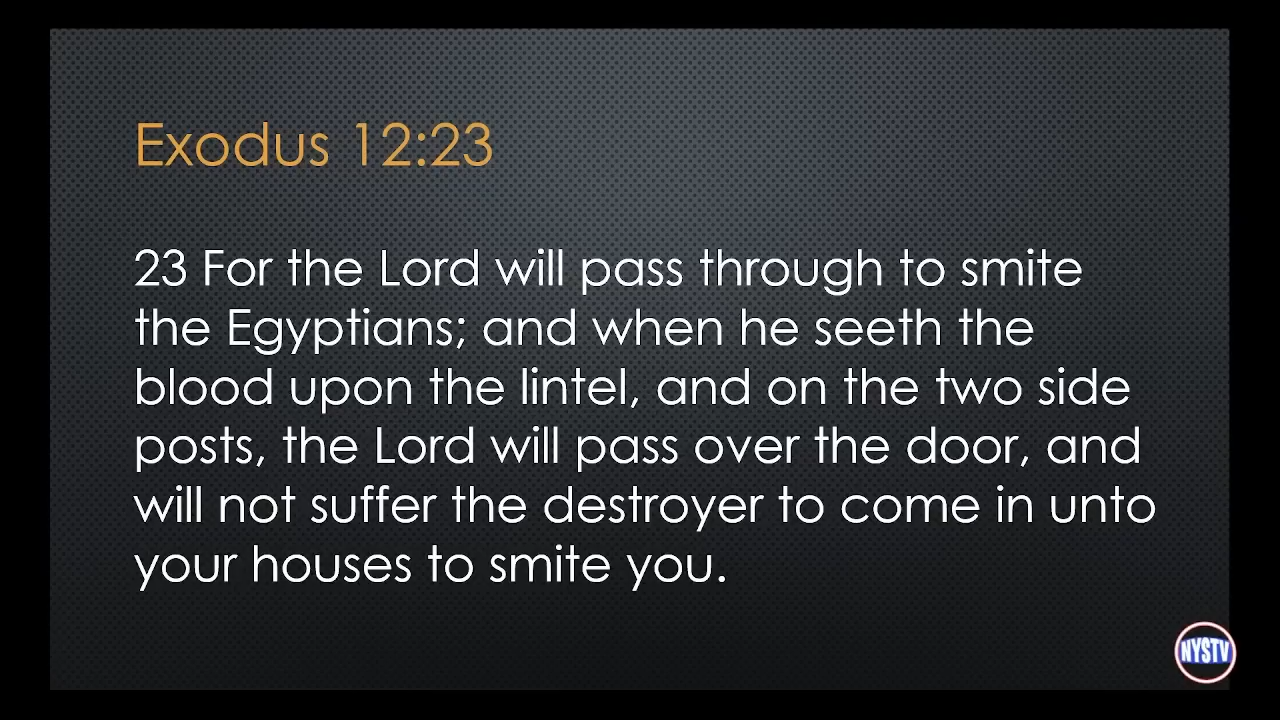 Exodus 12:23
23 For the Lord will pass through to smite
the Egyptians; and when he seeth the
blood upon the lintel, and on the two side
posts, the Lord will pass over the door, and
will not suffer the destroyer to come in unto
your houses to smite you.
NYSTV